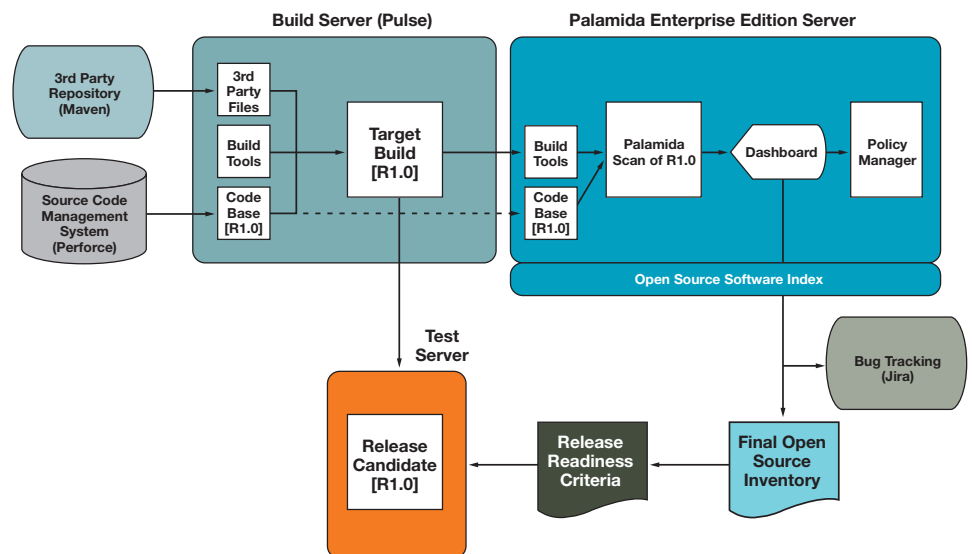 Build Server (Pulse)
Palamida Enterprise Edition Server
3rd Party
Repository
(Maven)
3rd
Party
Files
Build
Tools
Code
Base
[R1.0]
Target
Build
[R1.0]
Source Code
Management
System
(Perforce)
Build
Tools
Code
Base
[R1.0]
Palamida
Scan of R1.0
Dashboard
Policy
Manager
Open Source Software Index
Test
Server
Bug Tracking
(Jira)
Release
Candidate
[R1.0]
Release
Readiness
Criteria
Final Open
Source
Inventory